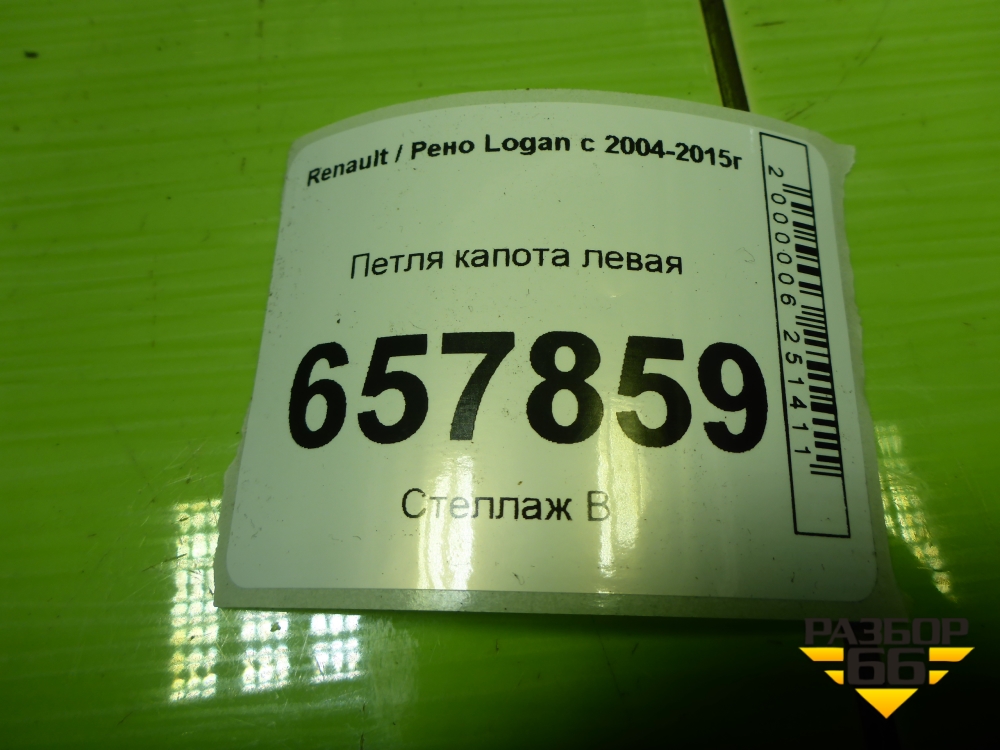 Renault / Рено Logan с 2004-2015г
Петля капота левая
657859
Стеллаж В
2000006251411
РАЗБОР
66